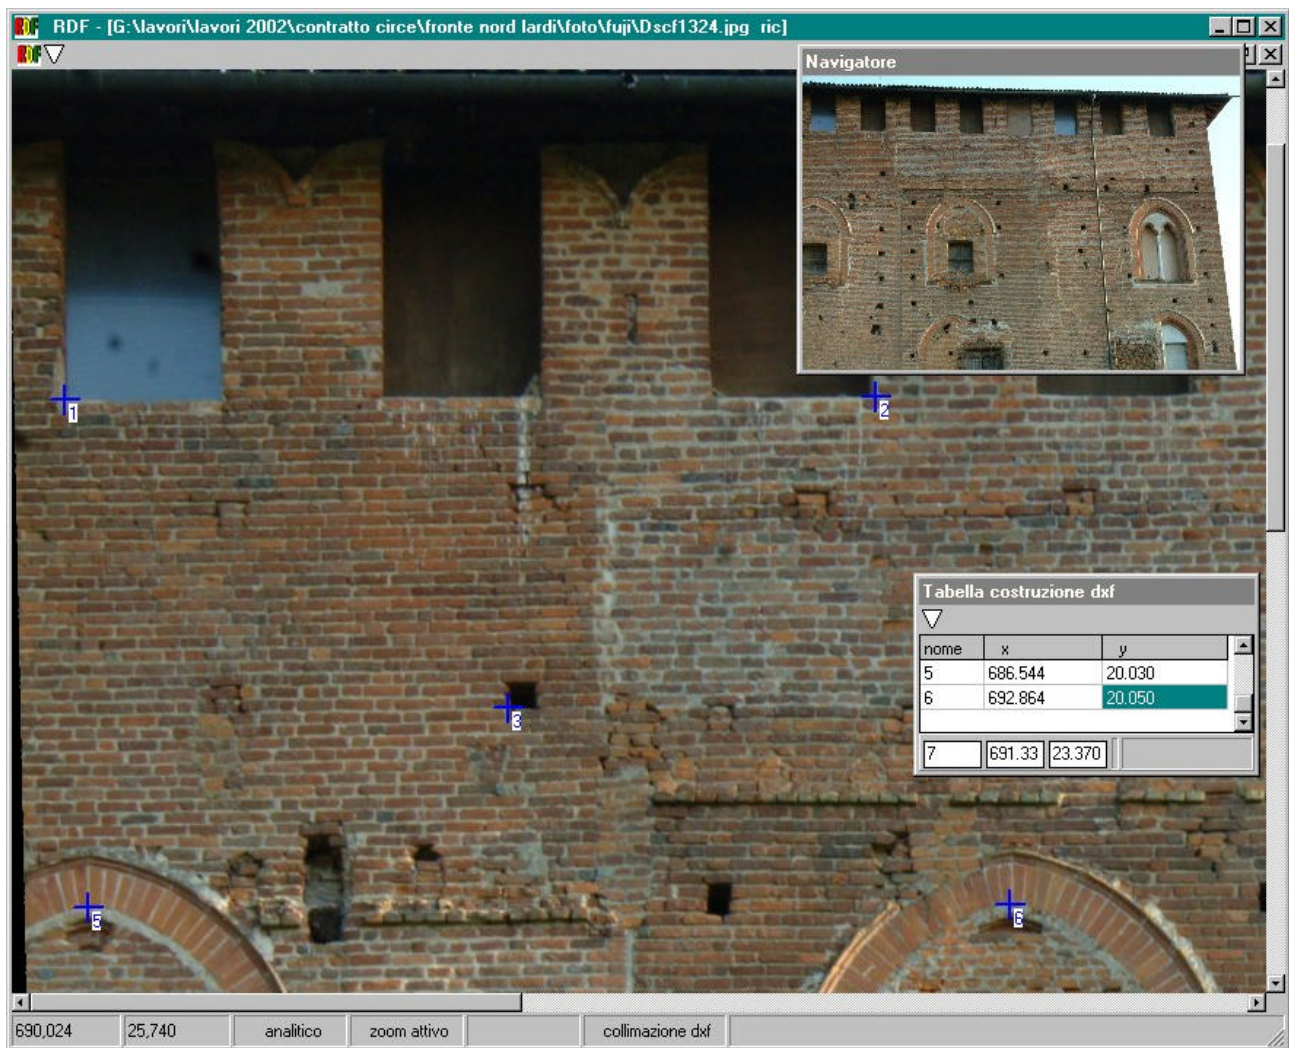 RDF - [G:\lavori\lavori 2002\contratto circe\fronte nord lardi\foto\fuji\Dscf1324.jpg ric]
RDF
Navigatore
1
2
3
5
6
Tabella costruzione dxf
nome x y
5 686.544 20.030
6 692.864 20.050
7 691.33 23.370
690,024 25,740 analitico zoom attivo collimazione dxf